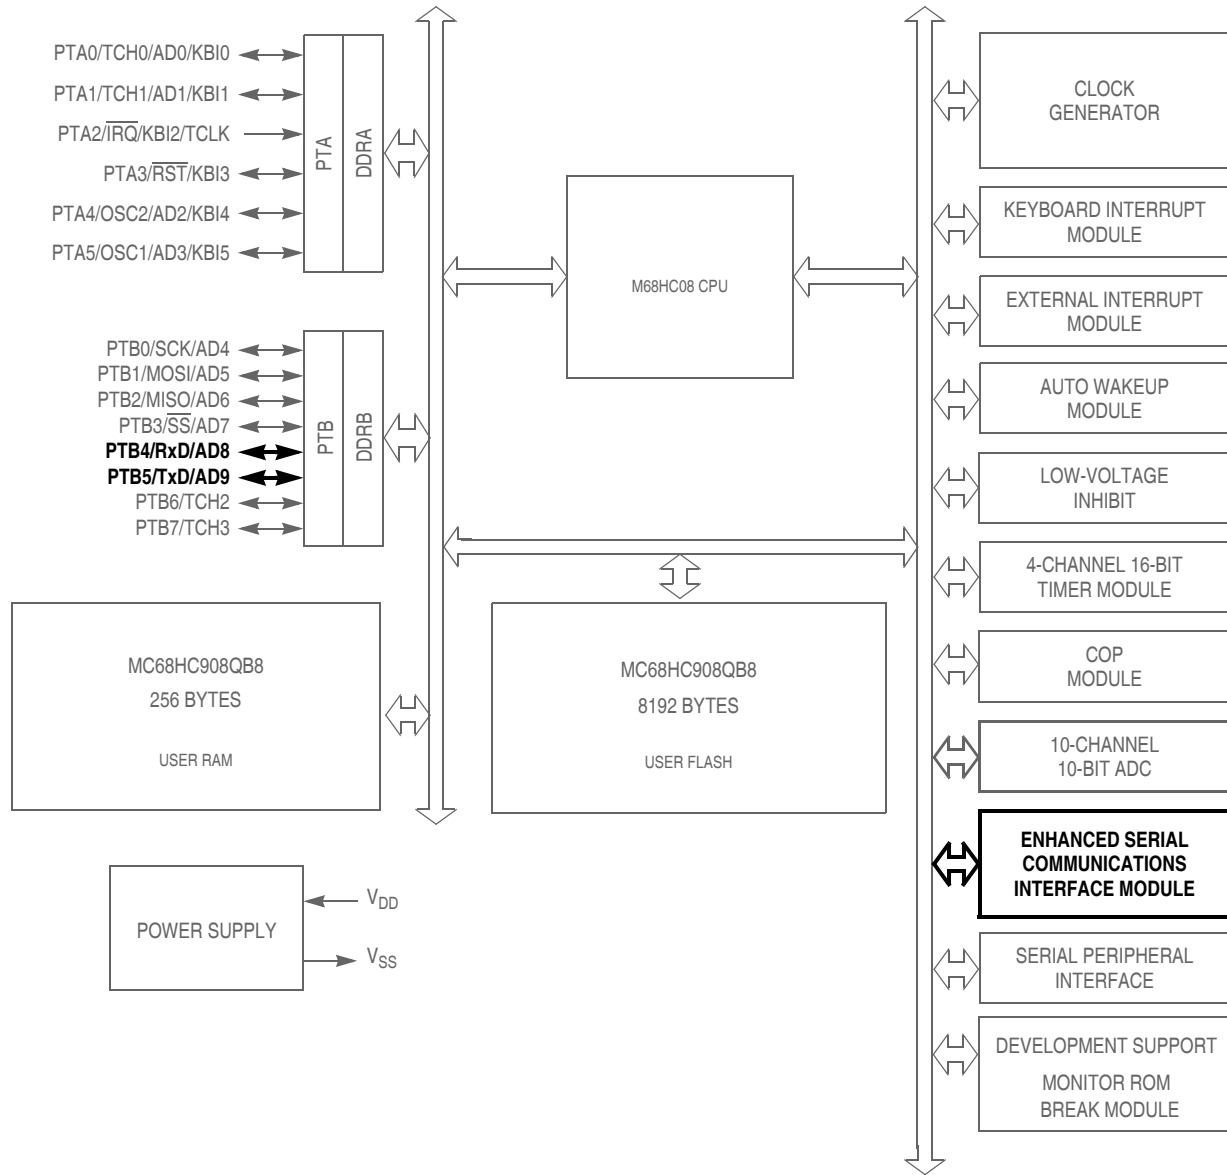 PTA0/TCH0/AD0/KBI0
PTA1/TCH1/AD1/KBI1
PTA2/IRQ/KBI2/TCLK
PTA3/RST/KBI3
PTA4/OSC2/AD2/KBI4
PTA5/OSC1/AD3/KBI5
PTA
DDRA
PTB0/SCK/AD4
PTB1/MOSI/AD5
PTB2/MISO/AD6
PTB3/SS/AD7
PTB4/RxD/AD8
PTB5/TxD/AD9
PTB6/TCH2
PTB7/TCH3
PTB
DDRB
M68HC08 CPU
MC68HC908QB8
256 BYTES
USER RAM
MC68HC908QB8
8192 BYTES
USER FLASH
POWER SUPPLY
VDD
VSS
CLOCK
GENERATOR
KEYBOARD INTERRUPT
MODULE
EXTERNAL INTERRUPT
MODULE
AUTO WAKEUP
MODULE
LOW-VOLTAGE
INHIBIT
4-CHANNEL 16-BIT
TIMER MODULE
COP
MODULE
10-CHANNEL
10-BIT ADC
ENHANCED SERIAL
COMMUNICATIONS
INTERFACE MODULE
SERIAL PERIPHERAL
INTERFACE
DEVELOPMENT SUPPORT
MONITOR ROM
BREAK MODULE